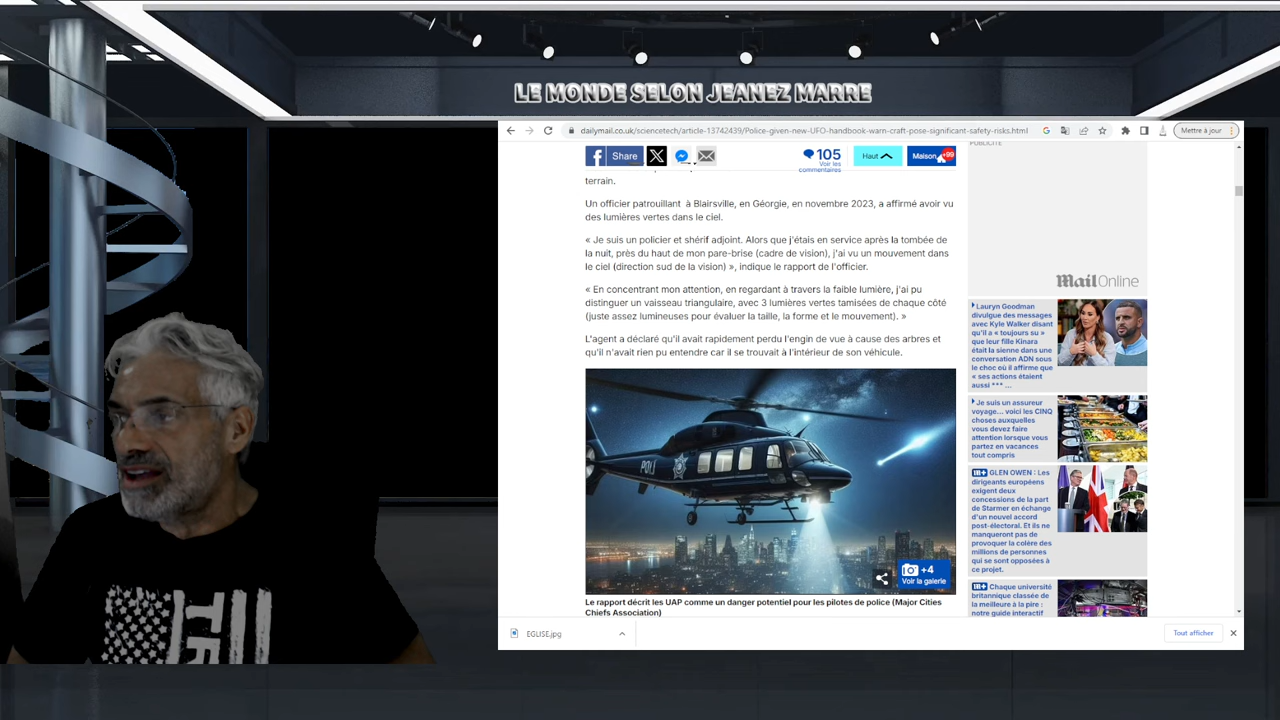 LE MONDE SELON JEANEZ MARRE
dailymail.co.uk/sciencetech/article-13742439/Police-given-new-UFO-handbook-warn-craft-pose-significant-safety-risks.html
Mettre à jour
PUBLICITÉ
Share
105
Voir les
commentaires
Haut
Maison
+99
terrain.
Un officier patrouillant à Blairsville, en Géorgie, en novembre 2023, a affirmé avoir vu
des lumières vertes dans le ciel.
« Je suis un policier et shérif adjoint. Alors que j'étais en service après la tombée de
la nuit, près du haut de mon pare-brise (cadre de vision), j'ai vu un mouvement dans
le ciel (direction sud de la vision) », indique le rapport de l'officier.
« En concentrant mon attention, en regardant à travers la faible lumière, j'ai pu
distinguer un vaisseau triangulaire, avec 3 lumières vertes tamisées de chaque côté
(juste assez lumineuses pour évaluer la taille, la forme et le mouvement). »
L'agent a déclaré qu'il avait rapidement perdu l'engin de vue à cause des arbres et
qu'il n'avait rien pu entendre car il se trouvait à l'intérieur de son véhicule.
+4
Voir la galerie
Le rapport décrit les UAP comme un danger potentiel pour les pilotes de police (Major Cities
Chiefs Association)
Mail Online
Lauryn Goodman
divulgue des messages
avec Kyle Walker disant
qu'il a « toujours su »
que leur fille Kinara
était la sienne dans une
conversation ADN sous
le choc où il affirme que
« ses actions étaient
aussi *** ...
Je suis un assureur
voyage... voici les CINQ
choses auxquelles
vous devez faire
attention lorsque vous
partez en vacances
tout compris
GLEN OWEN : Les
dirigeants européens
exigent deux
concessions de la part
de Starmer en échange
d'un nouvel accord
post-électoral. Et ils ne
manqueront pas de
provoquer la colère des
millions de personnes
qui se sont opposées à
ce projet.
Chaque université
britannique classée de
la meilleure à la pire :
notre guide interactif
EGLISE.jpg
Tout afficher